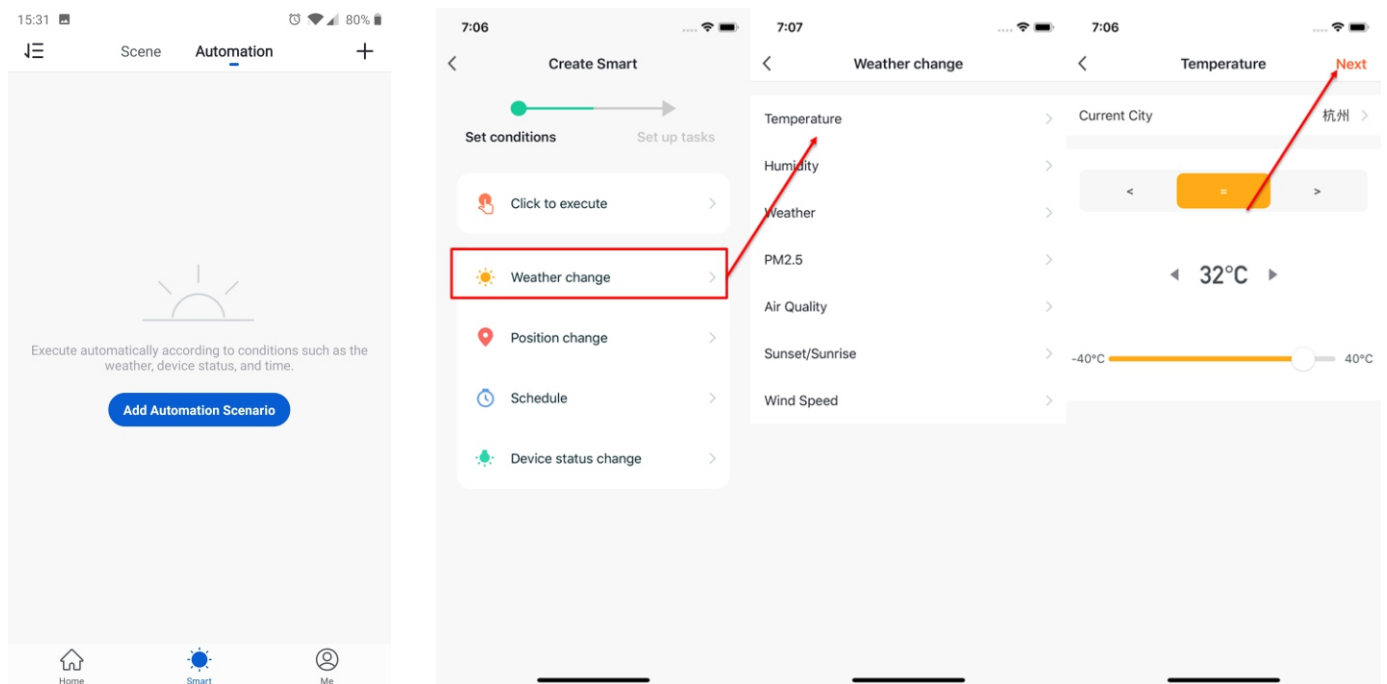 15:31
80%
Scene
Automation
Execute automatically according to conditions such as the
weather, device status, and time.
Add Automation Scenario
Home
Smart
Me
7:06
Create Smart
Set conditions
Set up tasks
Click to execute
Weather change
Position change
Schedule
Device status change
7:07
Weather change
Temperature
Humidity
Weather
PM2.5
Air Quality
Sunset/Sunrise
Wind Speed
7:06
Temperature
Next
Current City
杭州
<
=
>
32°C
-40°C
40°C